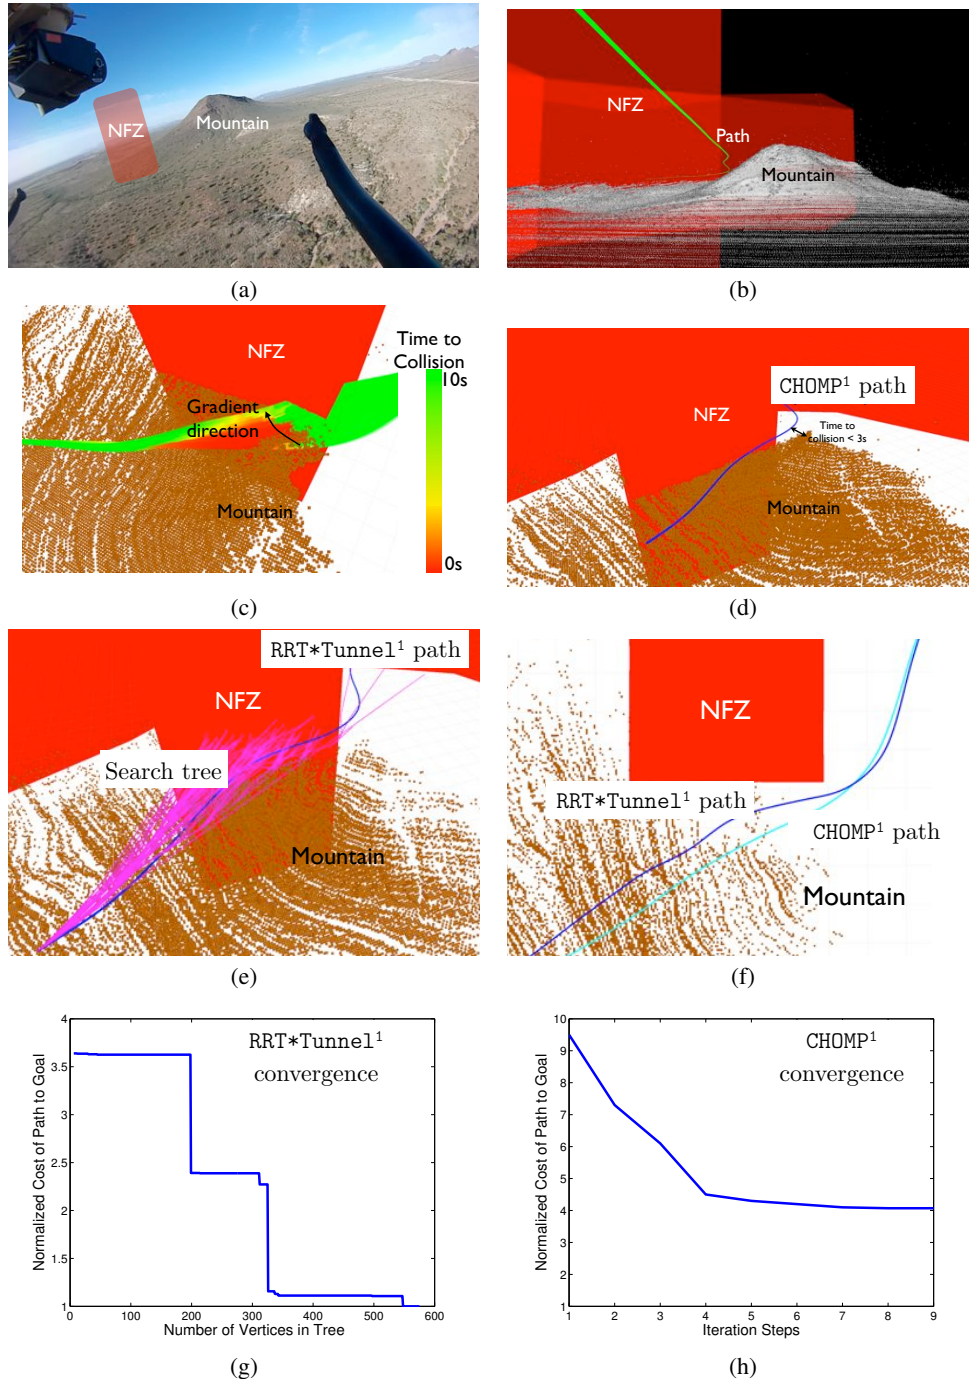 NFZ
Mountain
(a)
NFZ
Path
Mountain
(b)
NFZ
Time to
Collision
10s
Gradient
direction
Mountain
0s
(c)
CHOMP¹ path
NFZ
Time to
collision < 3s
Mountain
(d)
RRT*Tunnel¹ path
NFZ
Search tree
Mountain
(e)
NFZ
RRT*Tunnel¹ path
CHOMP¹ path
Mountain
(f)
RRT*Tunnel¹
convergence
Normalized Cost of Path to Goal
4
3.5
3
2.5
2
1.5
1
0 100 200 300 400 500 600
Number of Vertices in Tree
(g)
CHOMP¹
convergence
Normalized Cost of Path to Goal
10
9
8
7
6
5
4
3
2
1
1 2 3 4 5 6 7 8 9
Iteration Steps
(h)